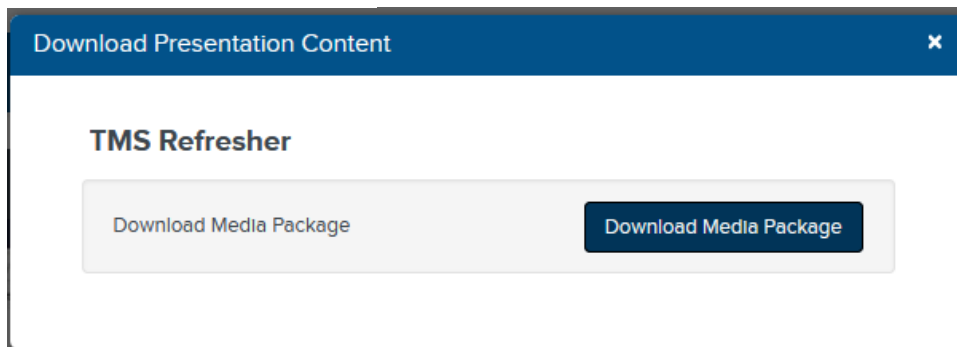 Download Presentation Content ×
TMS Refresher
Download Media Package Download Media Package